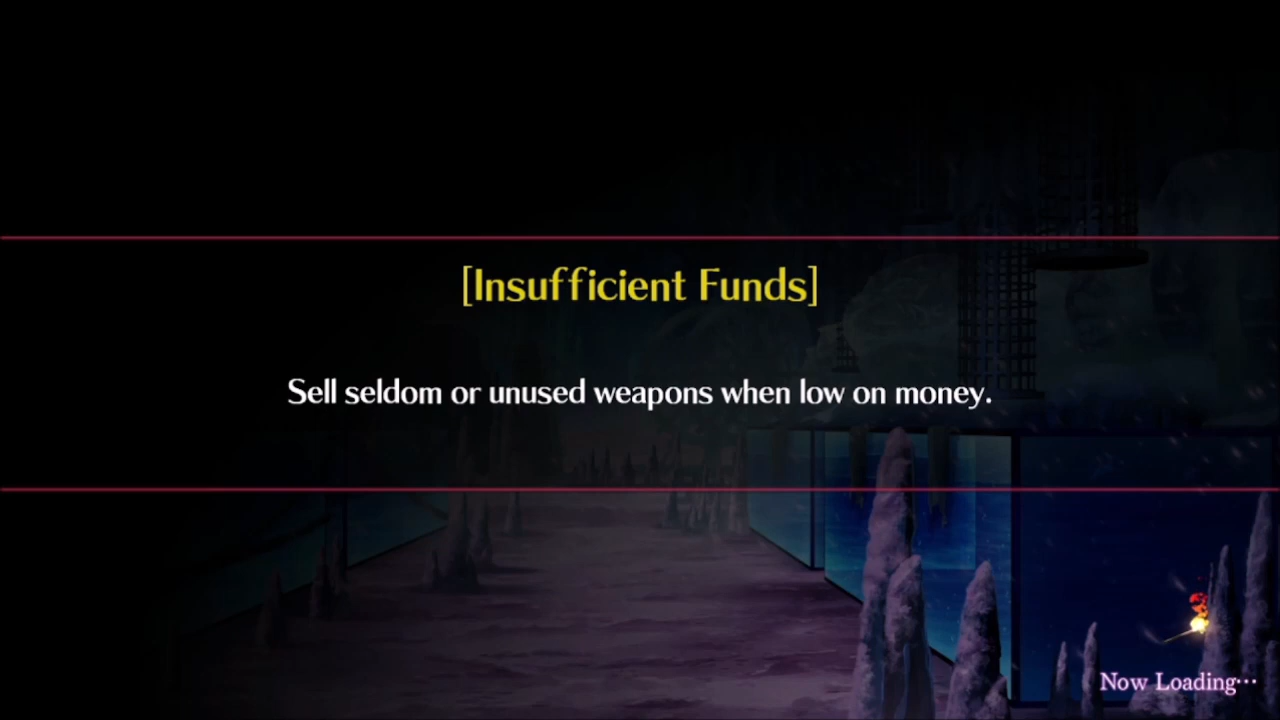 [Insufficient Funds]
Sell seldom or unused weapons when low on money.
Now Loading…